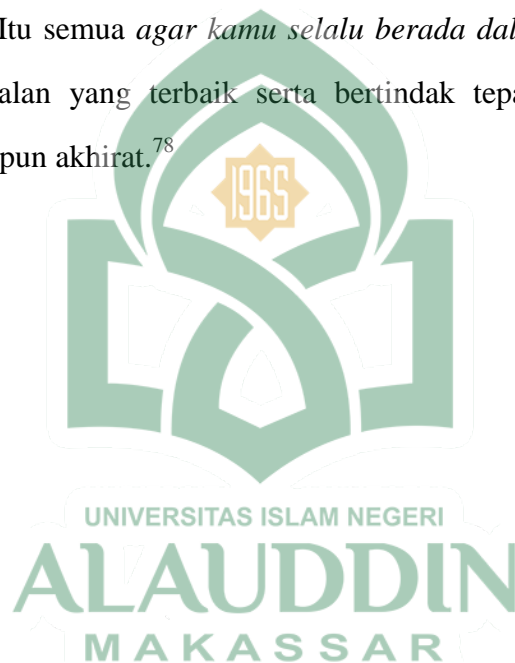 Itu semua agar kamu selalu berada dal
alan yang terbaik serta bertindak tepa
pun akhirat.78
1965
UNIVERSITAS ISLAM NEGERI
ALAUDDIN
MAKASSAR